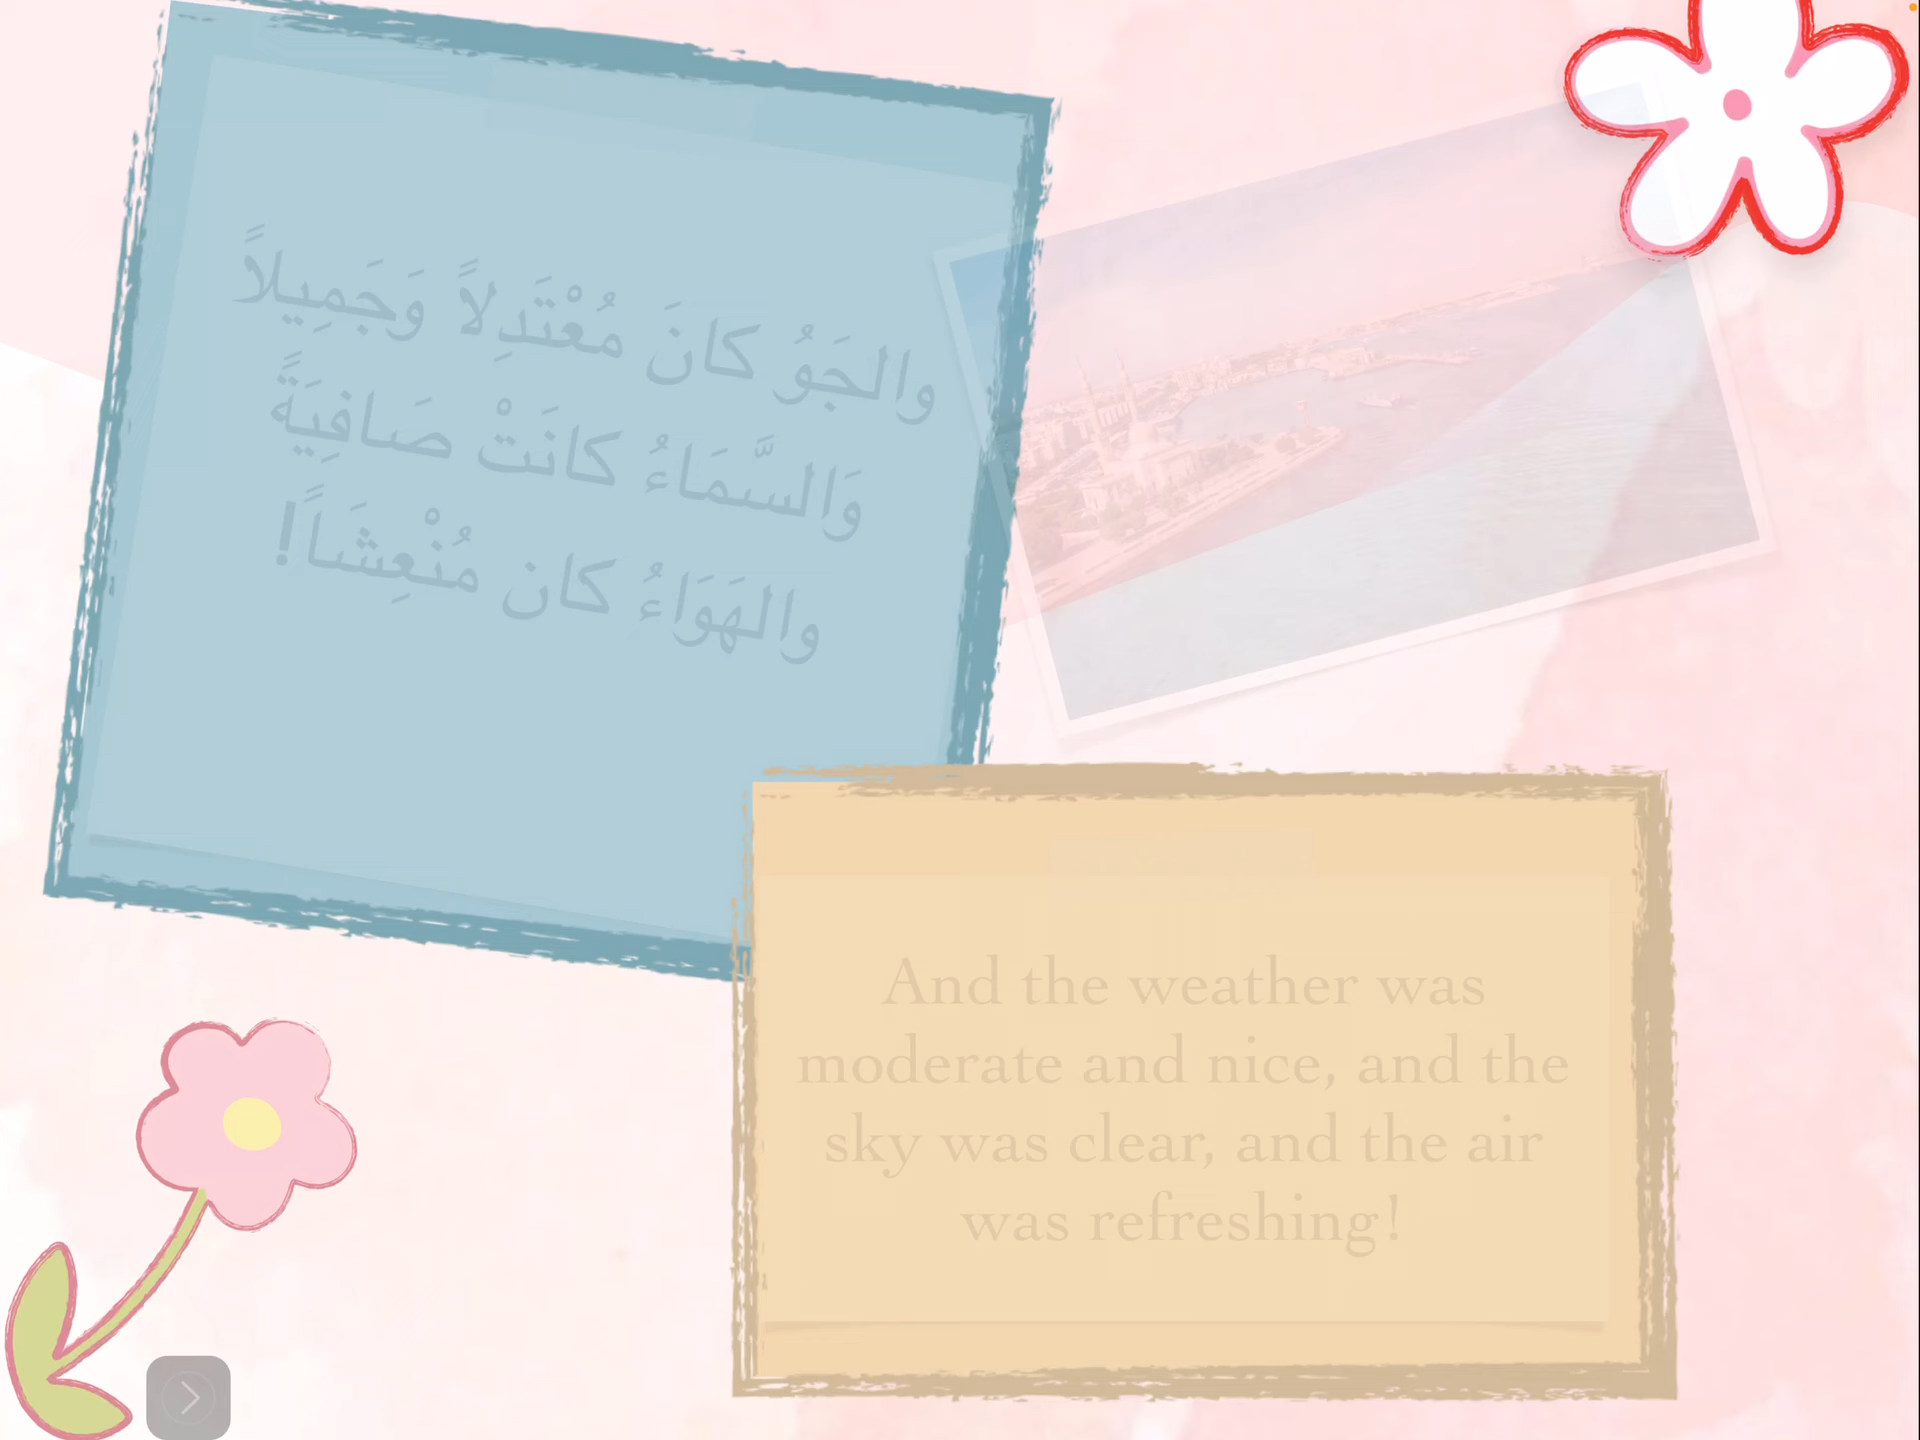 والجَوُ كانَ مُعْتَدِلاً وَجَمِيلاً
وَالسَّمَاءُ كانَتْ صَافِيَةً
والهَوَاءُ كان مُنْعِشَاً!
And the weather was
moderate and nice, and the
sky was clear, and the air
was refreshing!